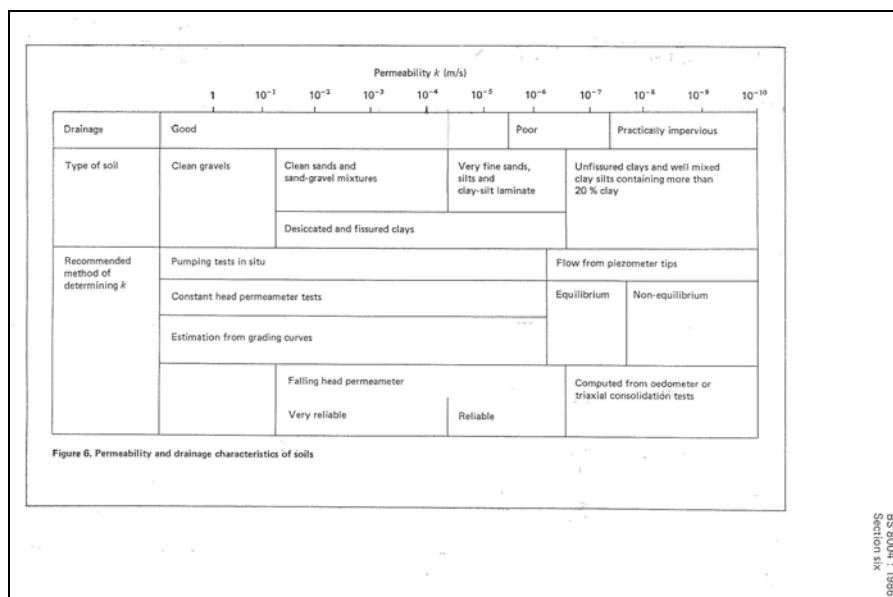 Permeability k (m/s)
1 10⁻¹ 10⁻² 10⁻³ 10⁻⁴ 10⁻⁵ 10⁻⁶ 10⁻⁷ 10⁻⁸ 10⁻⁹ 10⁻¹⁰
Drainage Good Poor Practically impervious
Type of soil Clean gravels Clean sands and Very fine sands, Unfissured clays and well mixed
sand-gravel mixtures silts and clay silts containing more than
clay-silt laminate 20 % clay
Desiccated and fissured clays
Recommended Pumping tests in situ Flow from piezometer tips
method of
determining k
Constant head permeameter tests Equilibrium Non-equilibrium
Estimation from grading curves
Falling head permeameter Computed from oedometer or
triaxial consolidation tests
Very reliable Reliable
Figure 6. Permeability and drainage characteristics of soils
BS 8004 : 1986
Section six